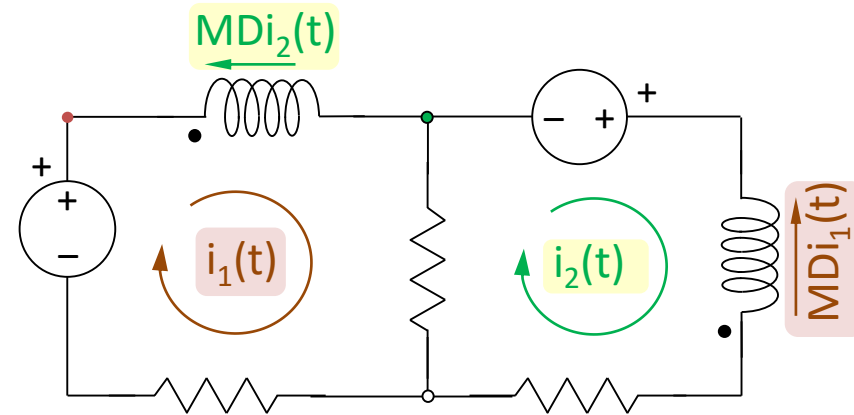 MDi₂(t)
+
+
−
− +
+
i₁(t)
i₂(t)
MDi₁(t)